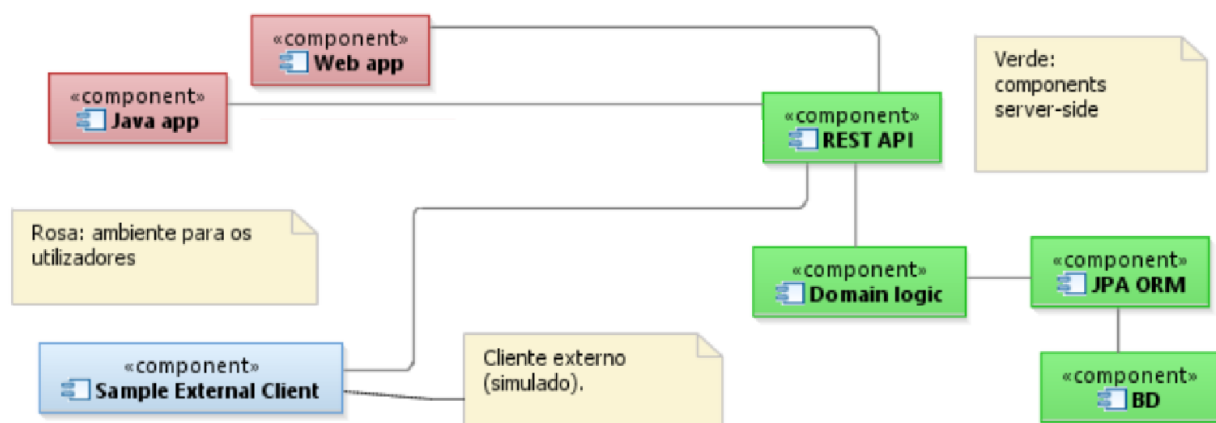 «component»
Web app
«component»
Java app
«component»
REST API
Verde:
components
server-side
Rosa: ambiente para os
utilizadores
«component»
Domain logic
«component»
JPA ORM
«component»
Sample External Client
Cliente externo
(simulado).
«component»
BD